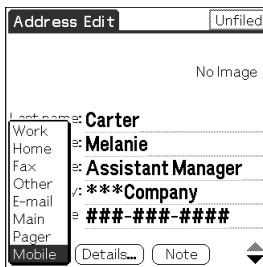 Address Edit Unfiled
No Image
Last name: Carter
Work
e: Melanie
Home
Fax e: Assistant Manager
Other
y: ***Company
E-mail
Main e ###-###-####
Pager
Mobile Details... Note